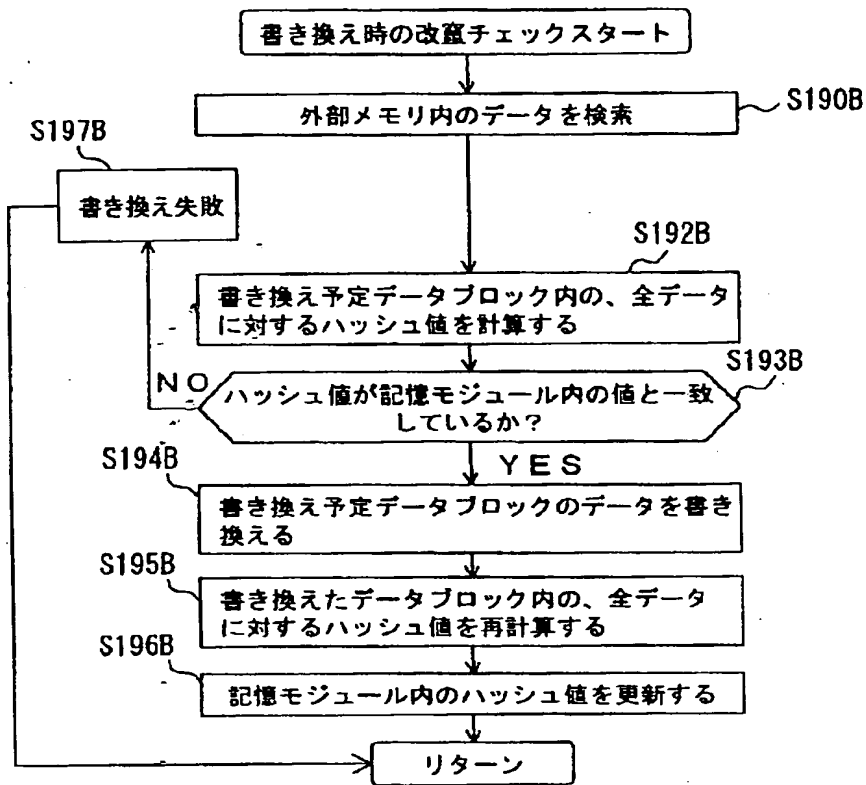 書き換え時の改竄チェックスタート
S190B
外部メモリ内のデータを検索
S197B
書き換え失敗
S192B
書き換え予定データブロック内の、全データ
に対するハッシュ値を計算する
S193B
NO
ハッシュ値が記憶モジュール内の値と一致
しているか？
YES
S194B
書き換え予定データブロックのデータを書き
換える
S195B
書き換えたデータブロック内の、全データ
に対するハッシュ値を再計算する
S196B
記憶モジュール内のハッシュ値を更新する
リターン